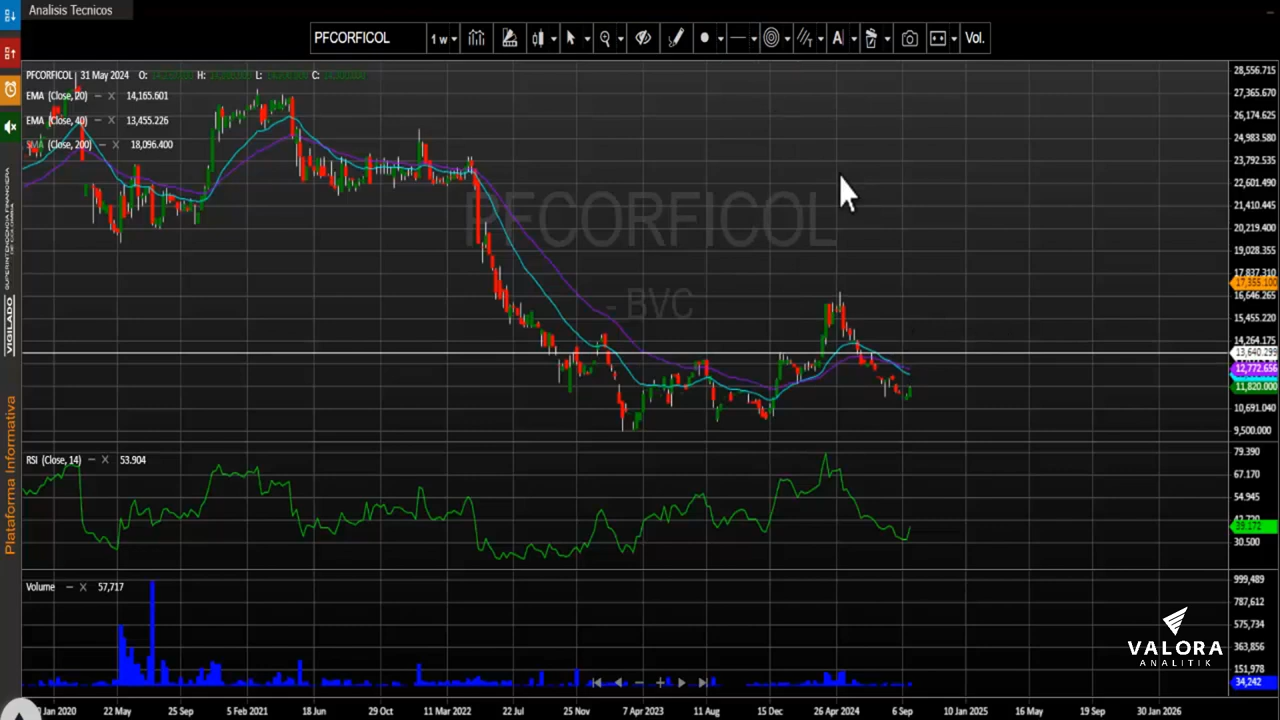 Analisis Tecnicos
PFCORFICOL
1 w
A
Vol.
PFCORFICOL | 31 May 2024 O: H: L: C:
EMA (Close, 20) 14,165.601
EMA (Close, 40) 13,455.226
SMA (Close, 200) 18,096.400
PFCORFICOL
- BVC
28,556.715
27,365.670
26,174.625
24,983.580
23,792.535
22,601.490
21,410.445
20,219.400
19,028.355
17,837.310
17,355.100
16,646.265
15,455.220
14,264.175
13,640.299
12,772.656
11,820.000
10,691.040
9,500.000
RSI (Close, 14) 53.904
79.390
67.170
54.945
42.720
39.172
30.500
Volume 57,717
999,489
787,612
575,734
363,856
151,978
34,242
Jan 2020
22 May
25 Sep
5 Feb 2021
18 Jun
29 Oct
11 Mar 2022
22 Jul
25 Nov
7 Apr 2023
11 Aug
15 Dec
26 Apr 2024
6 Sep
10 Jan 2025
16 May
19 Sep
30 Jan 2026
VALORA
ANALITIK
VIGILADO
Plataforma Informativa